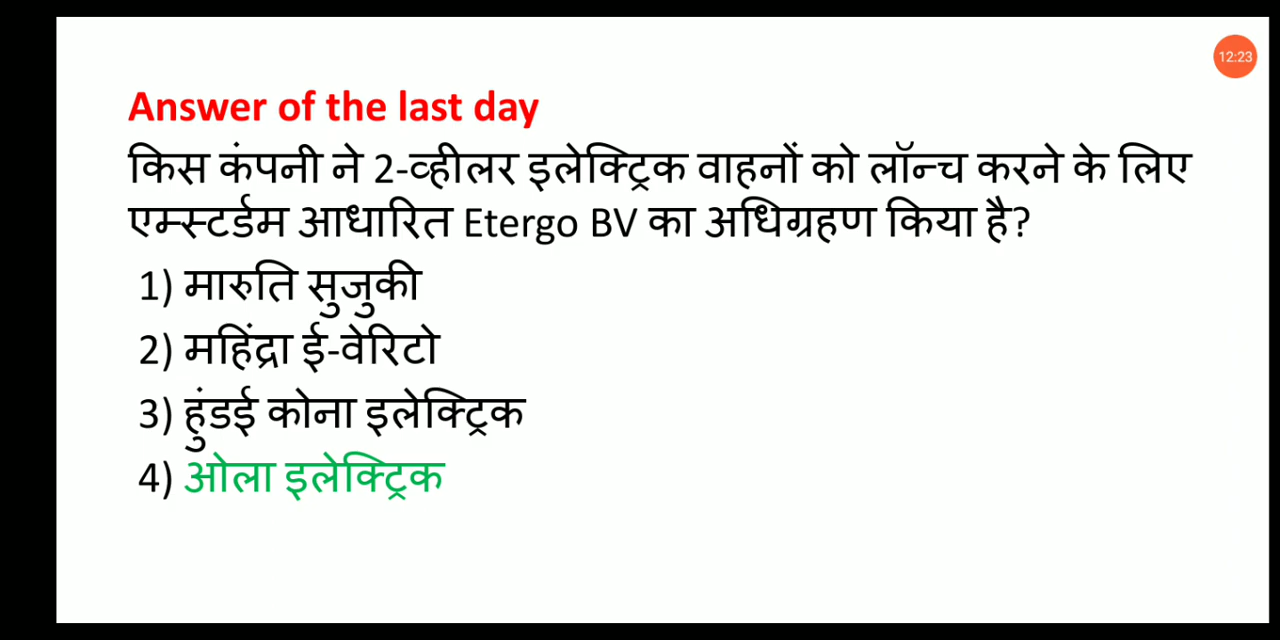 12:23
Answer of the last day
किस कंपनी ने 2-व्हीलर इलेक्ट्रिक वाहनों को लॉन्च करने के लिए
एम्स्टर्डम आधारित Etergo BV का अधिग्रहण किया है?
1) मारुति सुजुकी
2) महिंद्रा ई-वेरिटो
3) हुंडई कोना इलेक्ट्रिक
4) ओला इलेक्ट्रिक